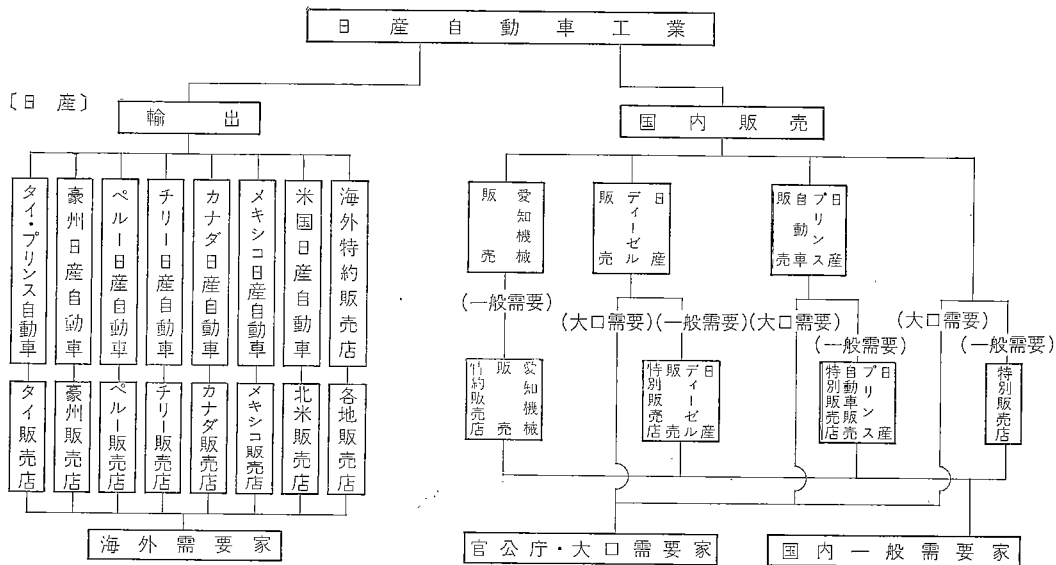 日産自動車工業
〔日産〕
輸出
国内販売
タイ・プリンス自動車
豪州日産自動車
ペルー日産自動車
チリー日産自動車
カナダ日産自動車
メキシコ日産自動車
米国日産自動車
海外特約販売店
愛知機械販売
日産ディーゼル販売
日産プリンス自動車販売
(一般需要)
(大口需要)
(一般需要)
(大口需要)
(一般需要)
(大口需要)
(一般需要)
タイ販売店
豪州販売店
ペルー販売店
チリー販売店
カナダ販売店
メキシコ販売店
北米販売店
各地販売店
愛知機械販売特約販売店
日産ディーゼル販売特別販売店
日産プリンス自動車販売特別販売店
特別販売店
海外需要家
官公庁・大口需要家
国内一般需要家